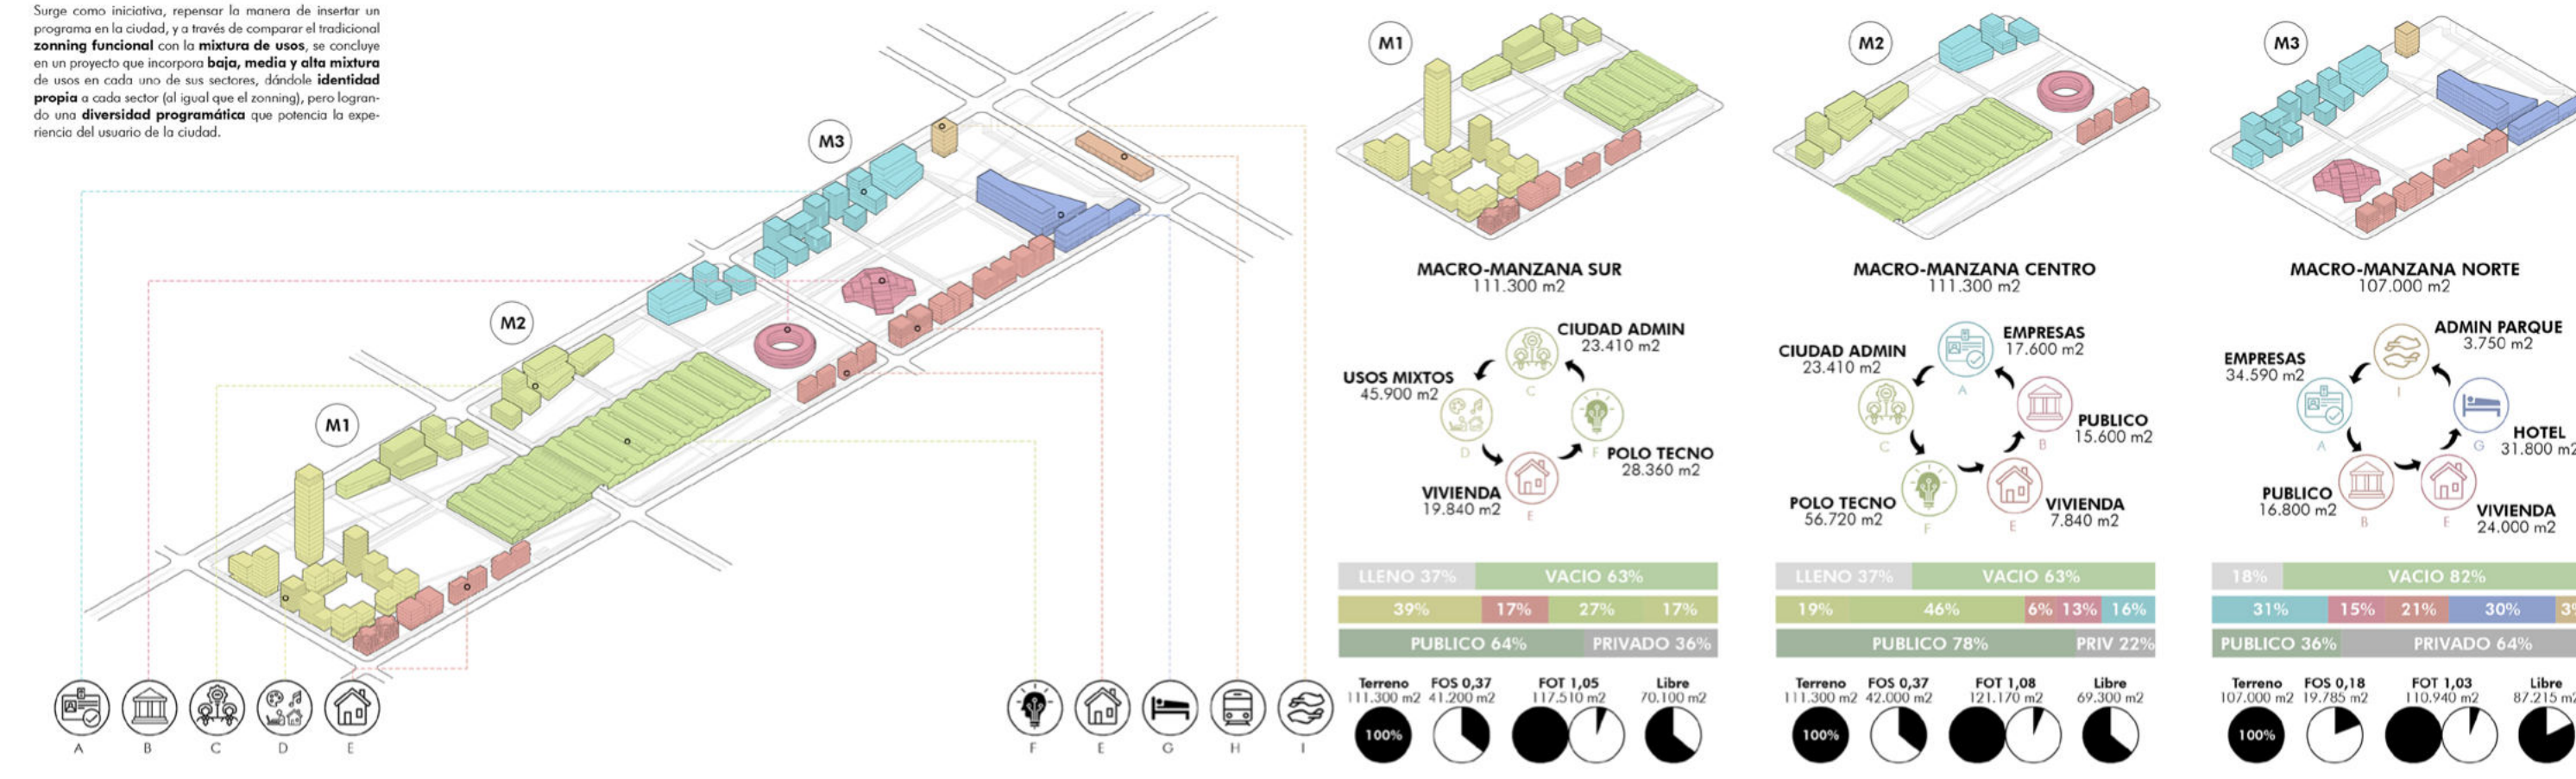 Surge como iniciativa, repensar la manera de insertar un
programa en la ciudad, y a través de comparar el tradicional
zonning funcional con la mixtura de usos, se concluye
en un proyecto que incorpora baja, media y alta mixtura
de usos en cada uno de sus sectores, dándole identidad
propia a cada sector (al igual que el zonning), pero logran-
do una diversidad programática que potencia la expe-
riencia del usuario de la ciudad.
M3
M2
M1
A
B
C
D
E
F
E
G
H
I
M1
MACRO-MANZANA SUR
111.300 m2
CIUDAD ADMIN
23.410 m2
C
USOS MIXTOS
45.900 m2
D
F
POLO TECNO
28.360 m2
VIVIENDA
19.840 m2
E
LLENO 37%
VACIO 63%
39%
17%
27%
17%
PUBLICO 64%
PRIVADO 36%
Terreno
111.300 m2
FOS 0,37
41.200 m2
FOT 1,05
117.510 m2
Libre
70.100 m2
100%
M2
MACRO-MANZANA CENTRO
111.300 m2
EMPRESAS
17.600 m2
A
CIUDAD ADMIN
23.410 m2
C
PUBLICO
15.600 m2
B
POLO TECNO
56.720 m2
F
VIVIENDA
7.840 m2
E
LLENO 37%
VACIO 63%
19%
46%
6%
13%
16%
PUBLICO 78%
PRIV 22%
Terreno
111.300 m2
FOS 0,37
42.000 m2
FOT 1,08
121.170 m2
Libre
69.300 m2
100%
M3
MACRO-MANZANA NORTE
107.000 m2
ADMIN PARQUE
3.750 m2
I
EMPRESAS
34.590 m2
A
G
HOTEL
31.800 m2
PUBLICO
16.800 m2
B
VIVIENDA
24.000 m2
E
18%
VACIO 82%
31%
15%
21%
30%
PUBLICO 36%
PRIVADO 64%
Terreno
107.000 m2
FOS 0,18
19.785 m2
FOT 1,03
110.940 m2
Libre
87.215 m2
100%